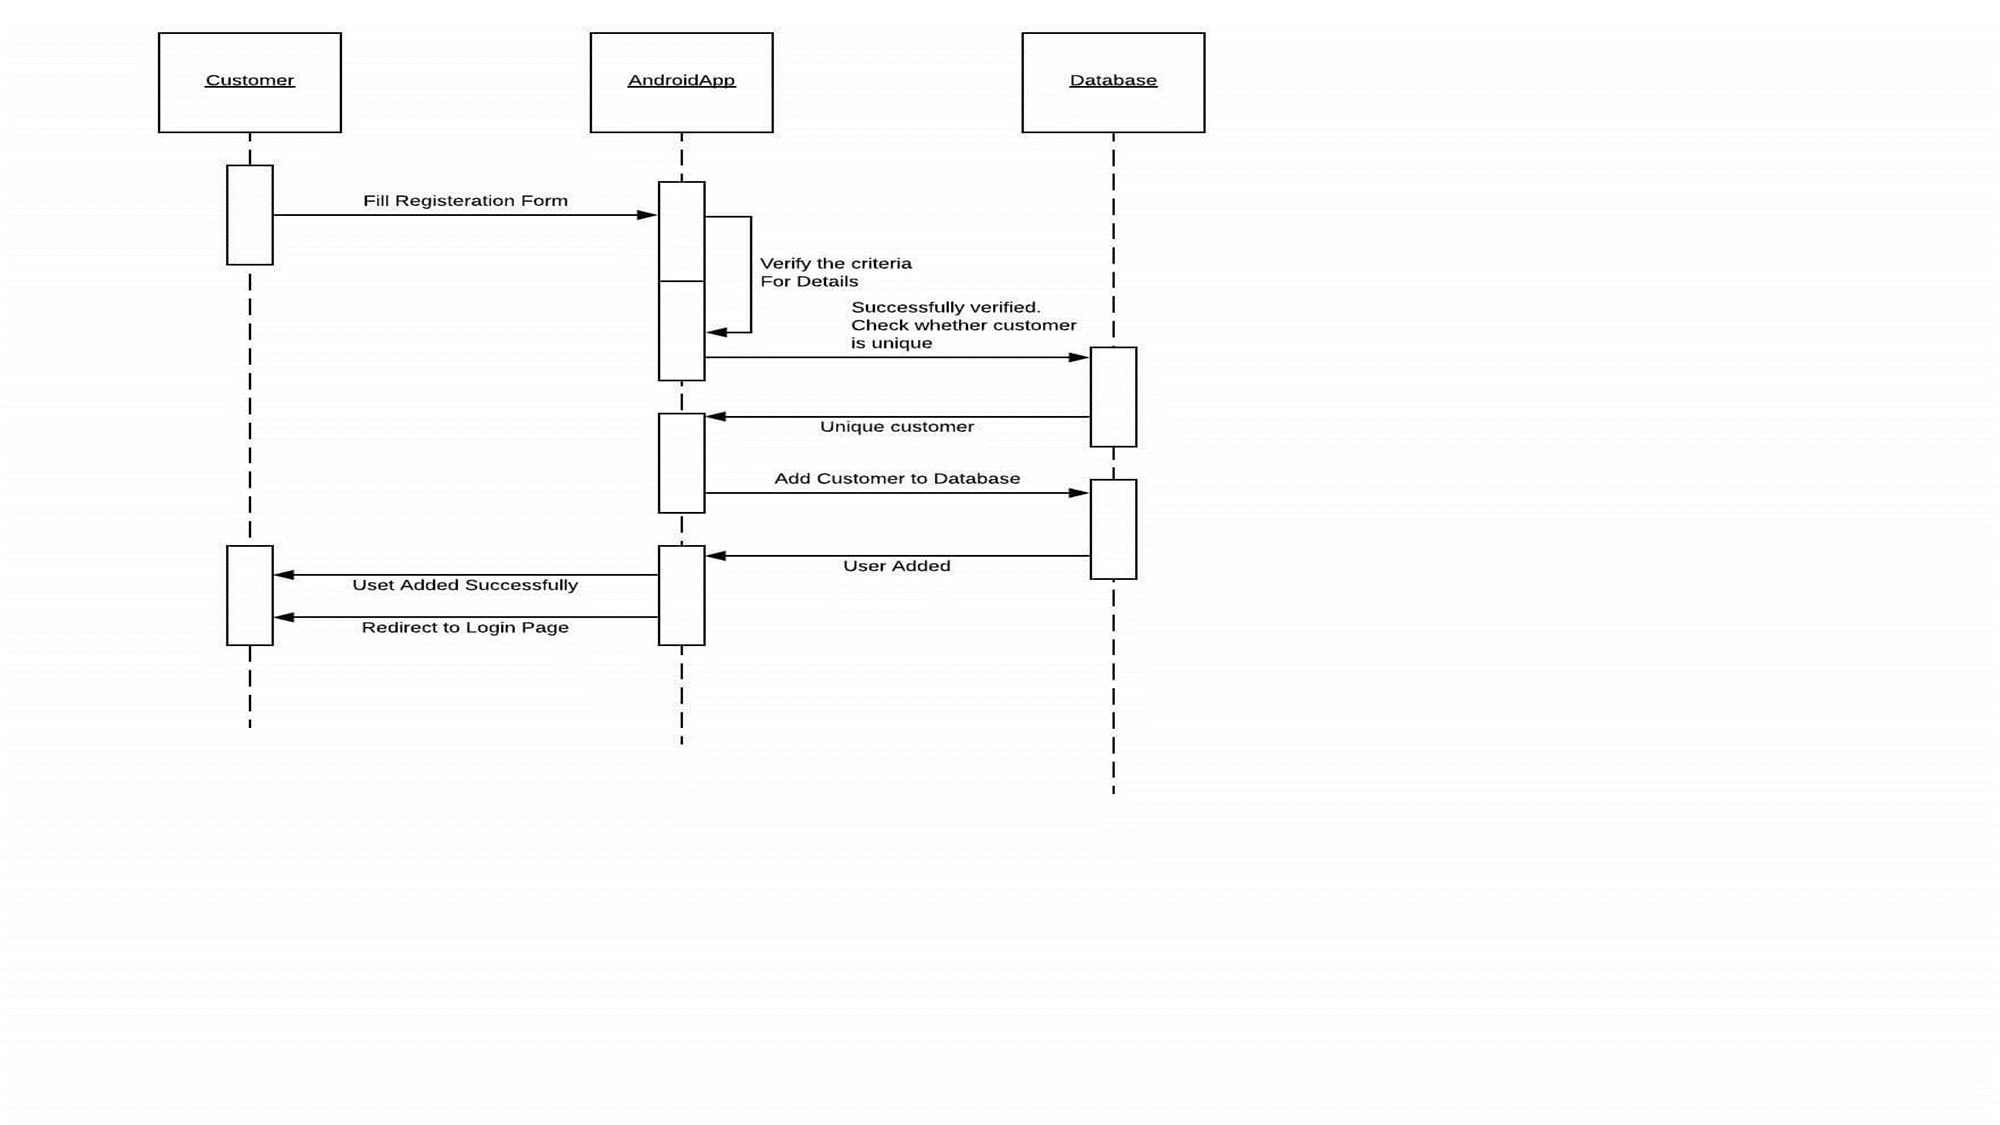 Customer
AndroidApp
Database
Fill Registeration Form
Verify the criteria
For Details
Successfully verified.
Check whether customer
is unique
Unique customer
Add Customer to Database
User Added
Uset Added Successfully
Redirect to Login Page